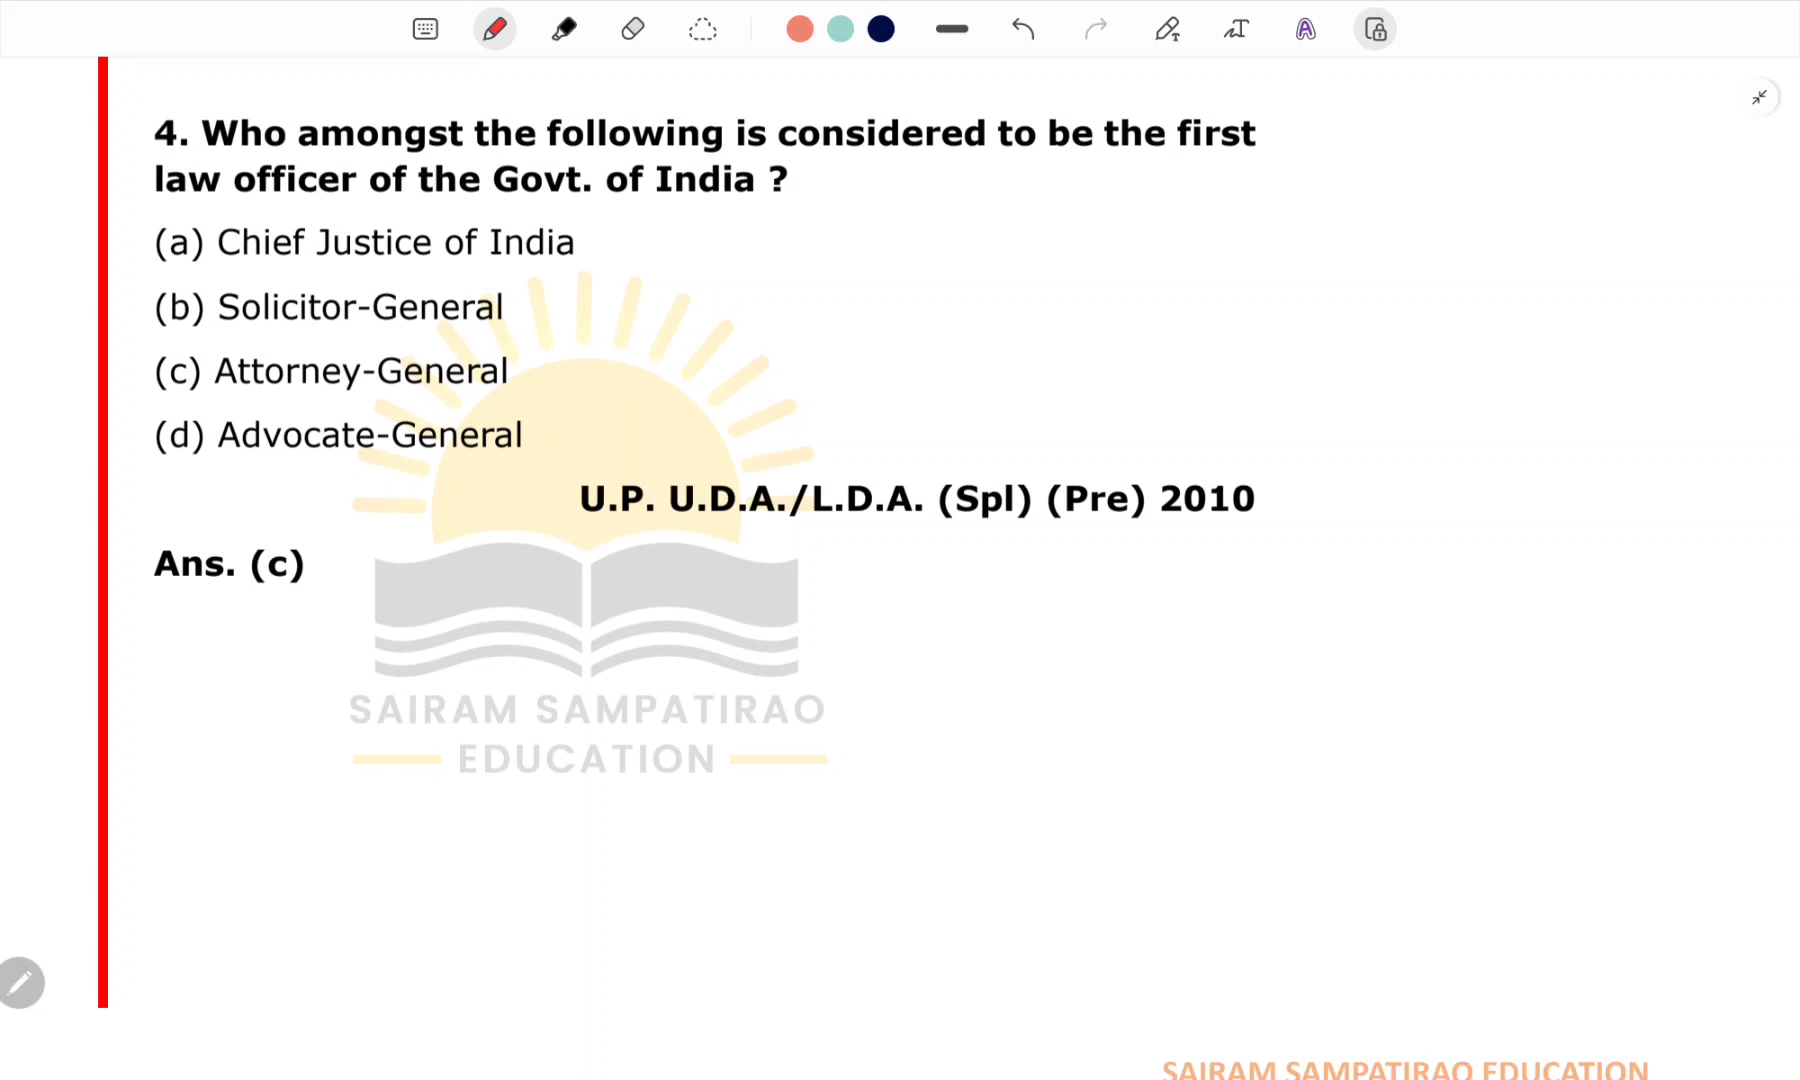 4. Who amongst the following is considered to be the first
law officer of the Govt. of India ?
(a) Chief Justice of India
(b) Solicitor-General
(c) Attorney-General
(d) Advocate-General
U.P. U.D.A./L.D.A. (Spl) (Pre) 2010
Ans. (c)
SAIRAM SAMPATIRAO
EDUCATION
SAIRAM SAMPATIRAO EDUCATION